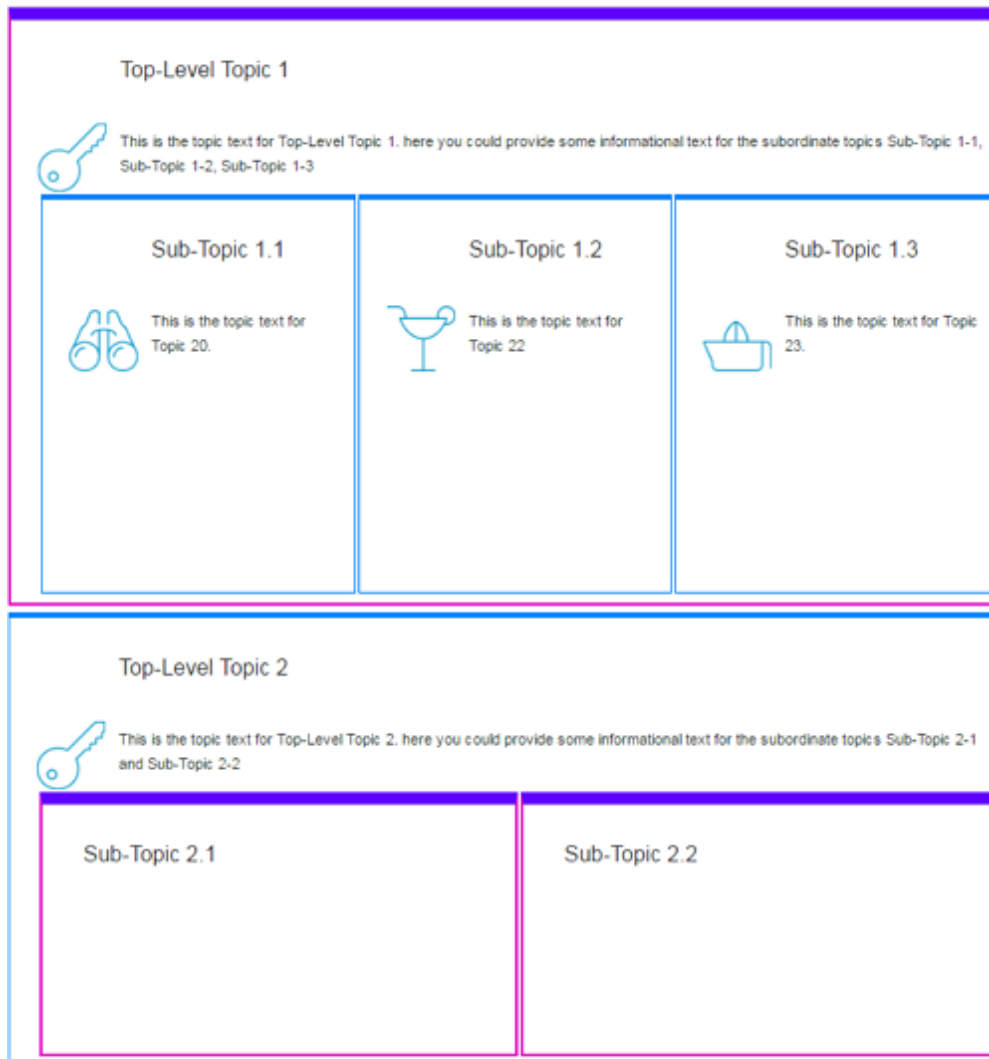 Top-Level Topic 1
This is the topic text for Top-Level Topic 1. here you could provide some informational text for the subordinate topics Sub-Topic 1-1,
Sub-Topic 1-2, Sub-Topic 1-3
Sub-Topic 1.1
This is the topic text for
Topic 20.
Sub-Topic 1.2
This is the topic text for
Topic 22
Sub-Topic 1.3
This is the topic text for Topic
23.
Top-Level Topic 2
This is the topic text for Top-Level Topic 2. here you could provide some informational text for the subordinate topics Sub-Topic 2-1
and Sub-Topic 2-2
Sub-Topic 2.1
Sub-Topic 2.2